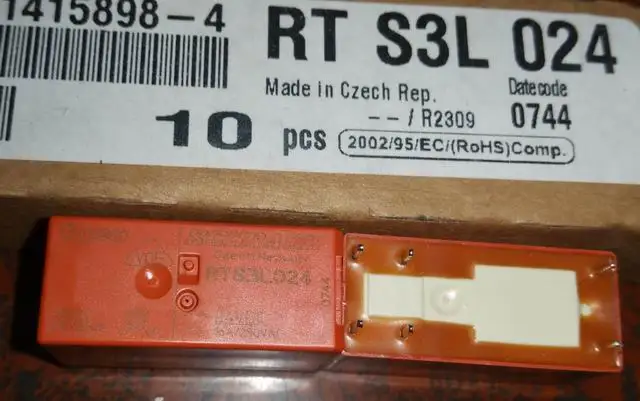 1415898-4
RT S3L 024
Made in Czech Rep.
Datecode
--/ R2309
0744
10 pcs
2002/95/EC/(RoHS)Comp.
RT S3L024
0744